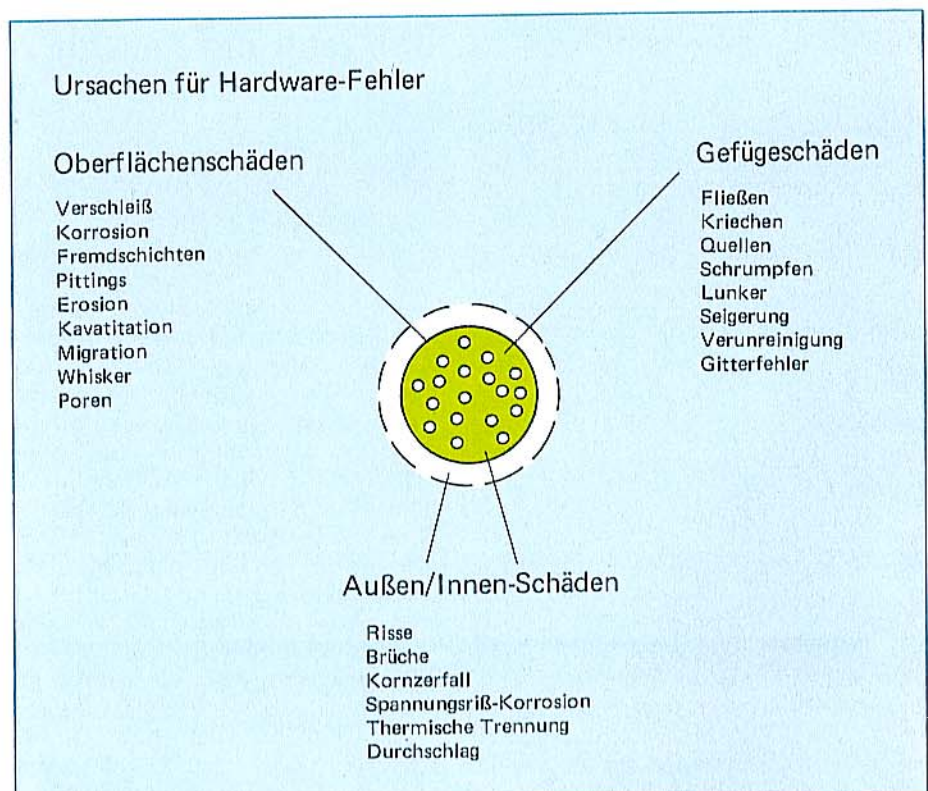 Ursachen für Hardware-Fehler
Oberflächenschäden
Verschleiß
Korrosion
Fremdschichten
Pittings
Erosion
Kavatitation
Migration
Whisker
Poren
Gefügeschäden
Fließen
Kriechen
Quellen
Schrumpfen
Lunker
Seigerung
Verunreinigung
Gitterfehler
Außen/Innen-Schäden
Risse
Brüche
Kornzerfall
Spannungsriß-Korrosion
Thermische Trennung
Durchschlag